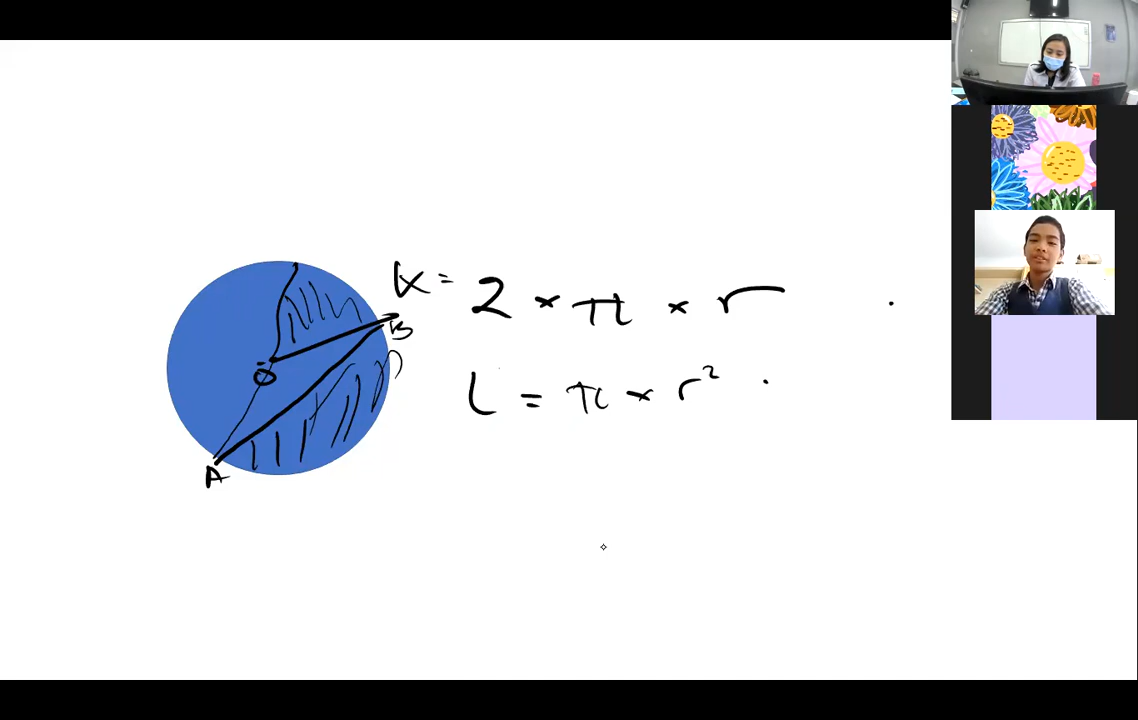 K = 2 × π × r
B
O
L = π × r²
A